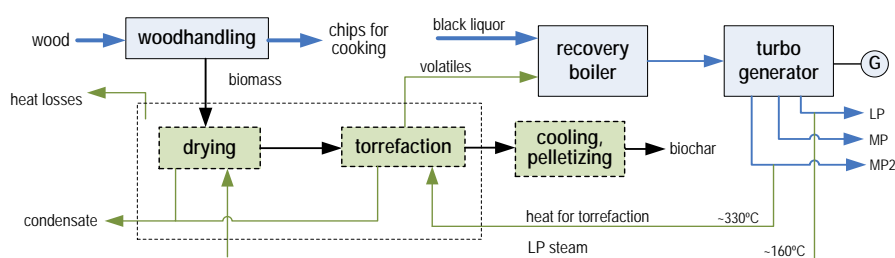 wood
woodhandling
chips for
cooking
black liquor
recovery
boiler
turbo
generator
G
volatiles
biomass
heat losses
LP
MP
MP2
drying
torrefaction
cooling,
pelletizing
biochar
condensate
heat for torrefaction
~330ºC
LP steam
~160ºC